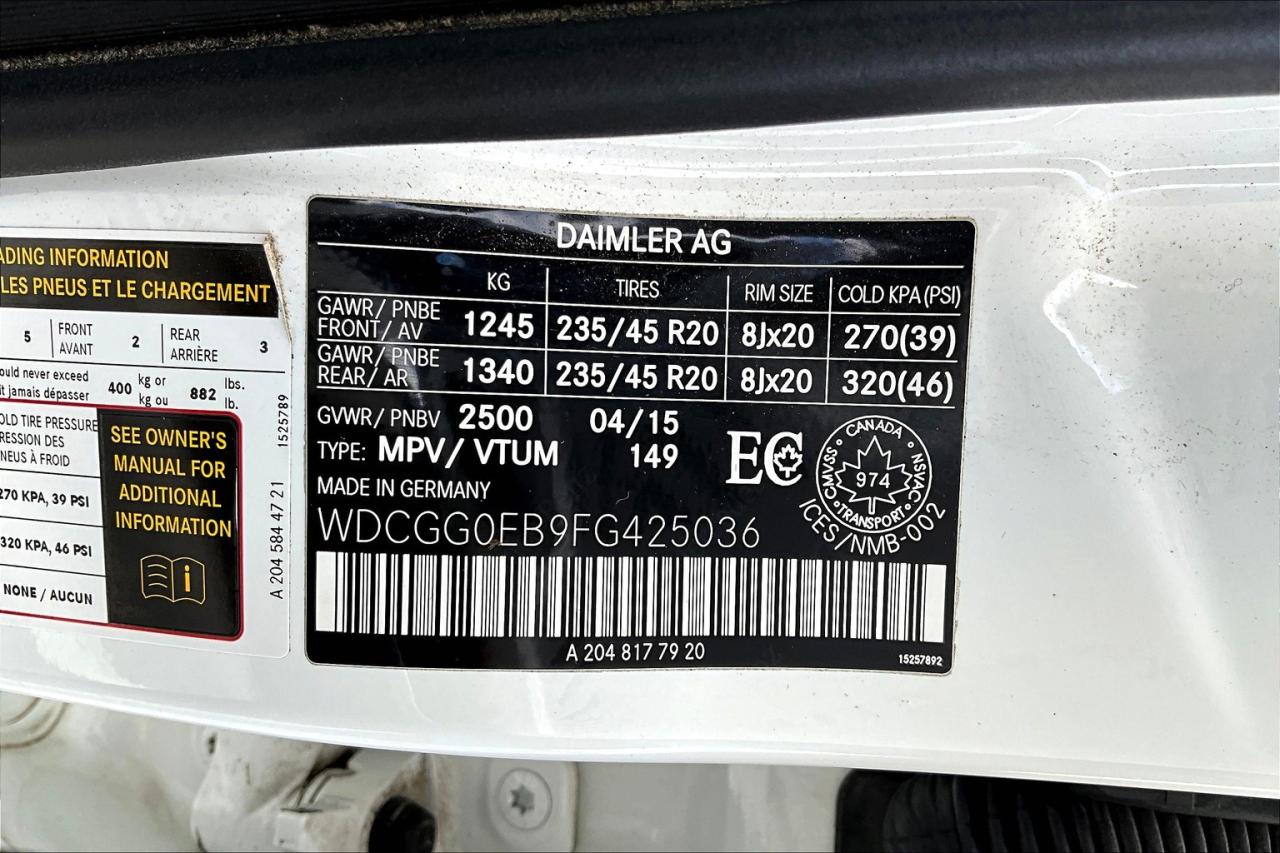 ADING INFORMATION
LES PNEUS ET LE CHARGEMENT
5 FRONT AVANT 2 REAR ARRIÈRE 3
never exceed
jamais dépasser
400 kg or kg ou 882 lbs. lb.
TIRE PRESSURE
DES
À FROID
SEE OWNER'S
MANUAL FOR
ADDITIONAL
INFORMATION
i
270 KPA, 39 PSI
320 KPA, 46 PSI
NONE / AUCUN
1525789
A 204 584 47 21
DAIMLER AG
KG TIRES RIM SIZE COLD KPA (PSI)
GAWR/ PNBE
FRONT/ AV 1245 235/45 R20 8Jx20 270(39)
GAWR/ PNBE
REAR/ AR 1340 235/45 R20 8Jx20 320(46)
GVWR/ PNBV 2500 04/15
TYPE: MPV/ VTUM 149
EC
CANADA
CMVSS NSVAC
974
TRANSPORT
ICES/NMB-002
MADE IN GERMANY
WDCGG0EB9FG425036
A 204 817 79 20
15257892